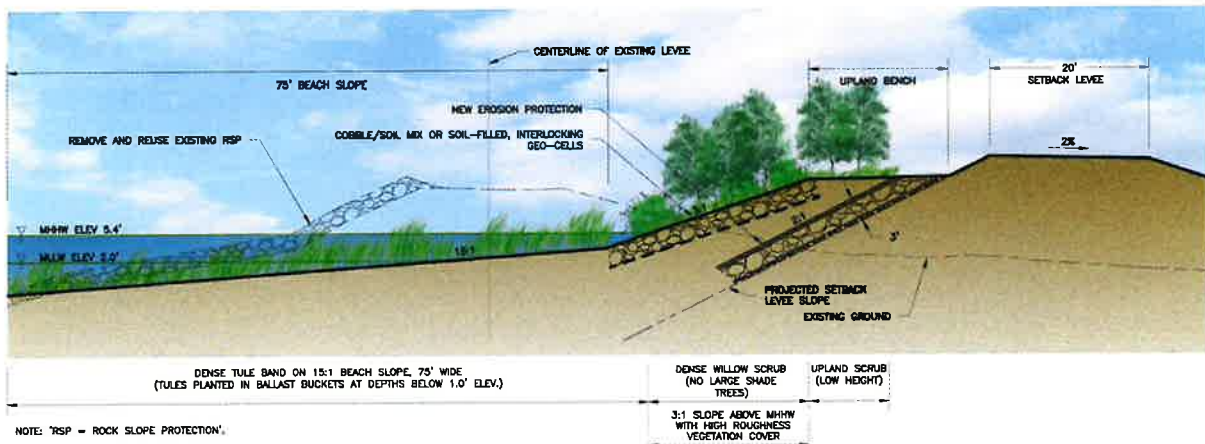 CENTERLINE OF EXISTING LEVEE
75' BEACH SLOPE
UPLAND BENCH
20'
SETBACK LEVEE
NEW EROSION PROTECTION
COBBLE/SOIL MIX OR SOIL-FILLED, INTERLOCKING
GEO-CELLS
REMOVE AND REUSE EXISTING RSP
2%
MHHW ELEV 5.4'
MLLW ELEV 2.0'
15:1
3:1
2:1
3'
PROJECTED SETBACK
LEVEE SLOPE
EXISTING GROUND
DENSE TULE BAND ON 15:1 BEACH SLOPE, 75' WIDE
(TULES PLANTED IN BALLAST BUCKETS AT DEPTHS BELOW 1.0' ELEV.)
DENSE WILLOW SCRUB
(NO LARGE SHADE
TREES)
UPLAND SCRUB
(LOW HEIGHT)
3:1 SLOPE ABOVE MHHW
WITH HIGH ROUGHNESS
VEGETATION COVER
NOTE: 'RSP = ROCK SLOPE PROTECTION'.